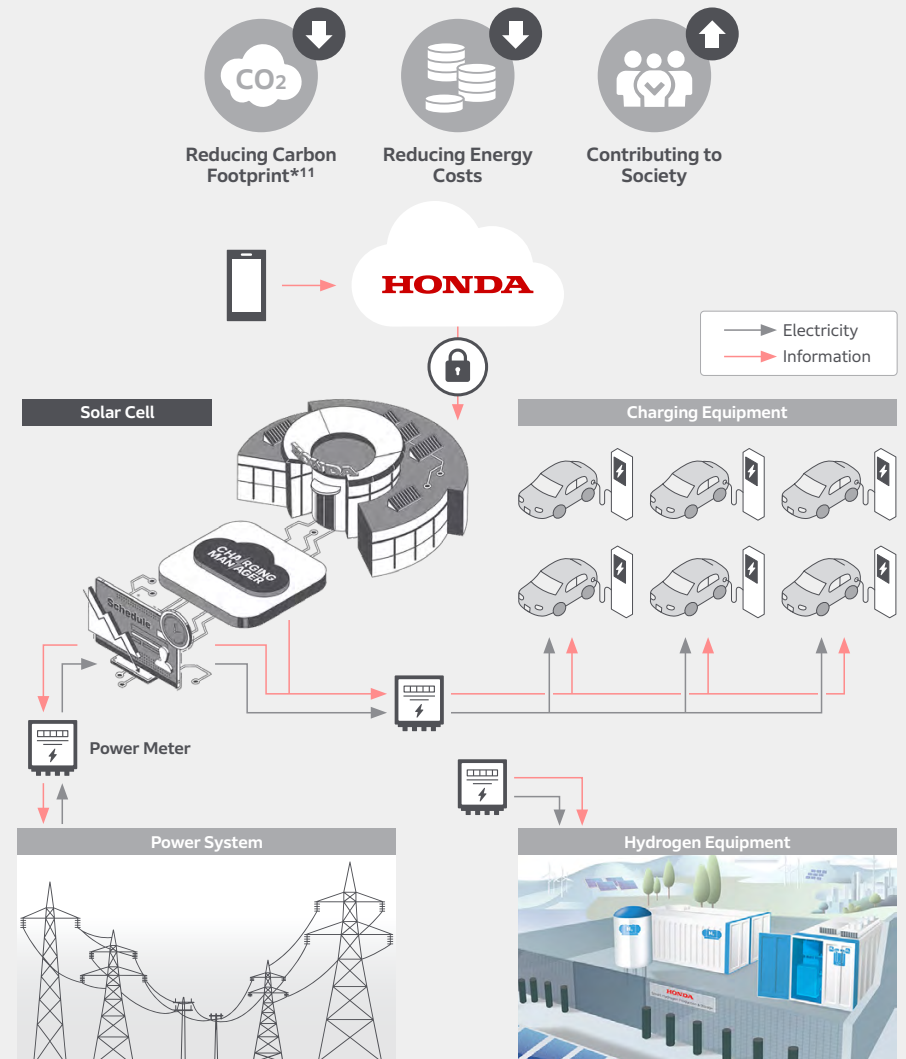 CO2
Reducing Carbon
Footprint*11
Reducing Energy
Costs
Contributing to
Society
HONDA
Electricity
Information
Solar Cell
Charging Equipment
CHARGING
MANAGER
Schedule
Power Meter
Power System
Hydrogen Equipment
HONDA